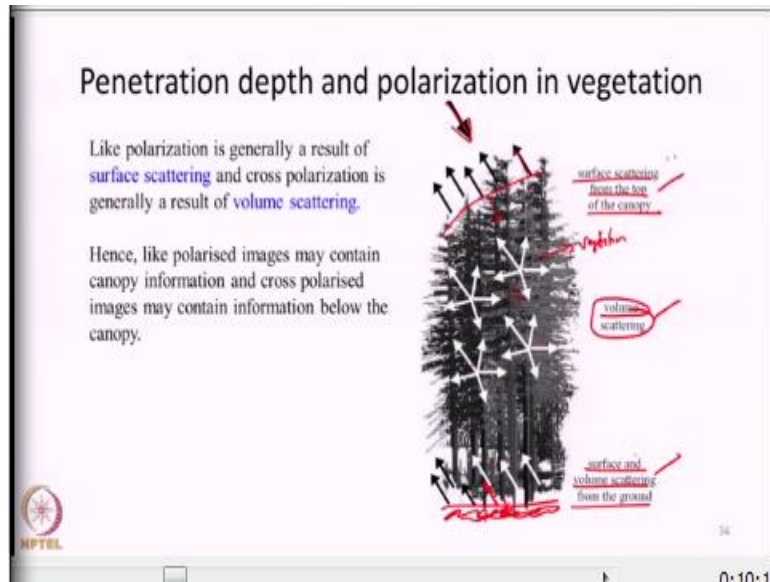 Penetration depth and polarization in vegetation
Like polarization is generally a result of
surface scattering and cross polarization is
generally a result of volume scattering.
Hence, like polarised images may contain
canopy information and cross polarised
images may contain information below the
canopy.
surface scattering
from the top
of the canopy
vegetation
volume
scattering
surface and
volume scattering
from the ground
NPTEL
34